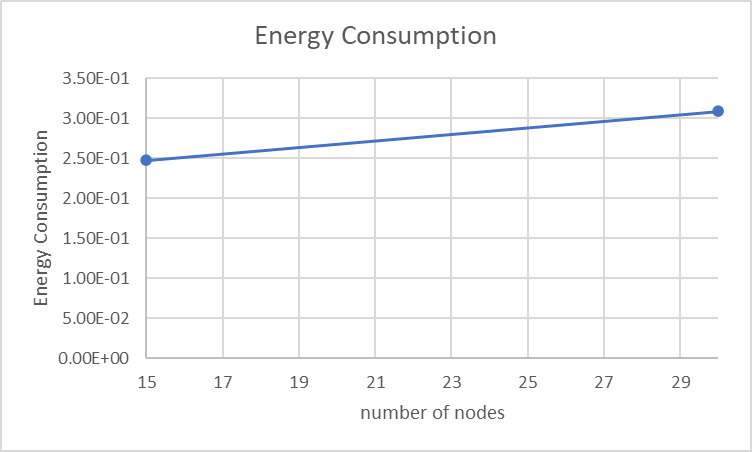 Energy Consumption
3.50E-01
3.00E-01
2.50E-01
2.00E-01
1.50E-01
1.00E-01
5.00E-02
0.00E+00
Energy Consumption
15 17 19 21 23 25 27 29
number of nodes